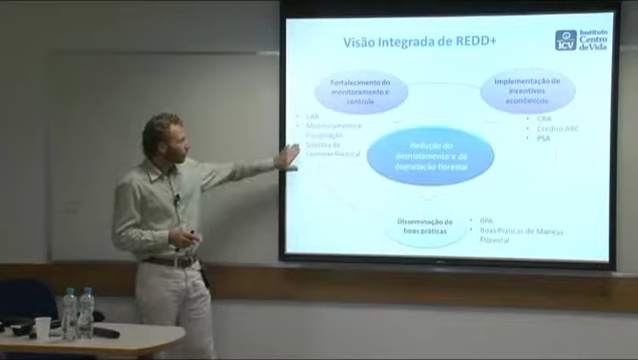 Visão Integrada de REDD+
ICV
Instituto
Centro
de Vida
Fortalecimento do
monitoramento e
controle
Implementação de
incentivos
econômicos
• CAR
• Monitoramento e
Fiscalização
• Sistema de
controle florestal
• CRA
• Crédito ABC
• PSA
Redução do
desmatamento e da
degradação florestal
Disseminação de
boas práticas
• BPA
• Boas Práticas de Manejo
Florestal